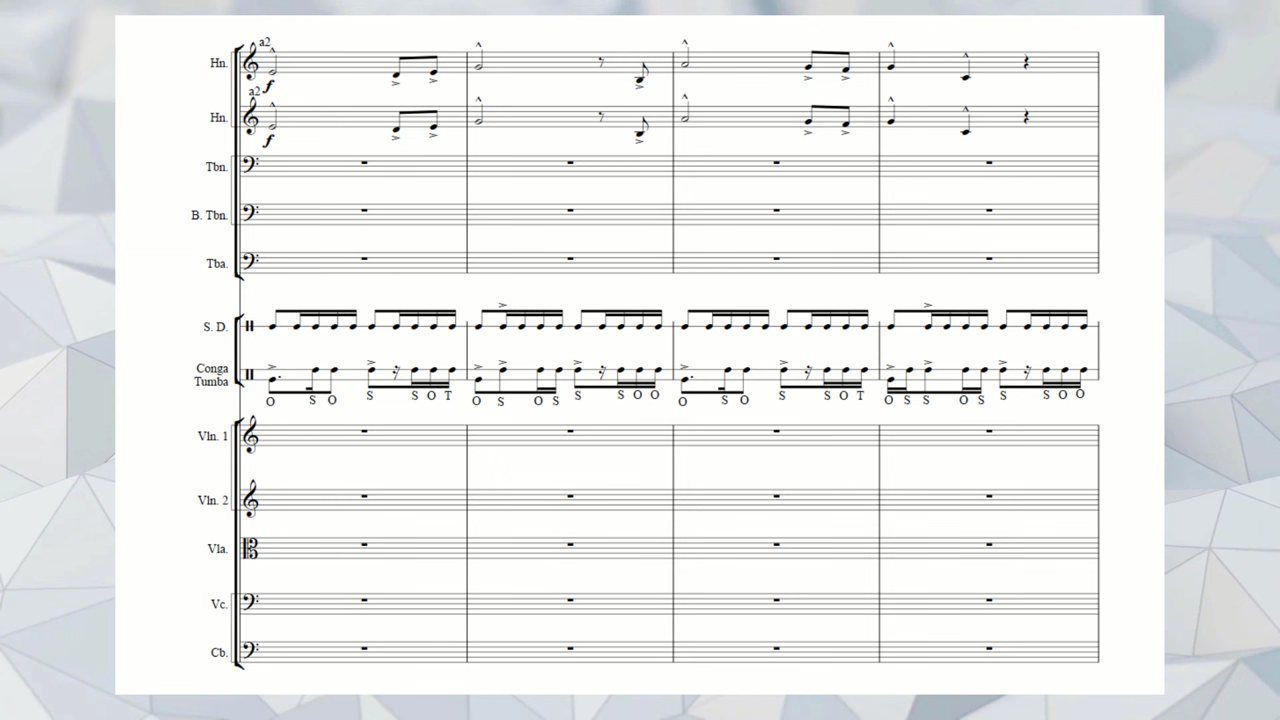 a2
Hn.
f
a2
Hn.
f
Tbn.
B. Tbn.
Tba.
S. D.
Conga
Tumba
O S O S S O T O S O S S O O O S O S S O T O S S O S S S O O
Vln. 1
Vln. 2
Vla.
Vc.
Cb.